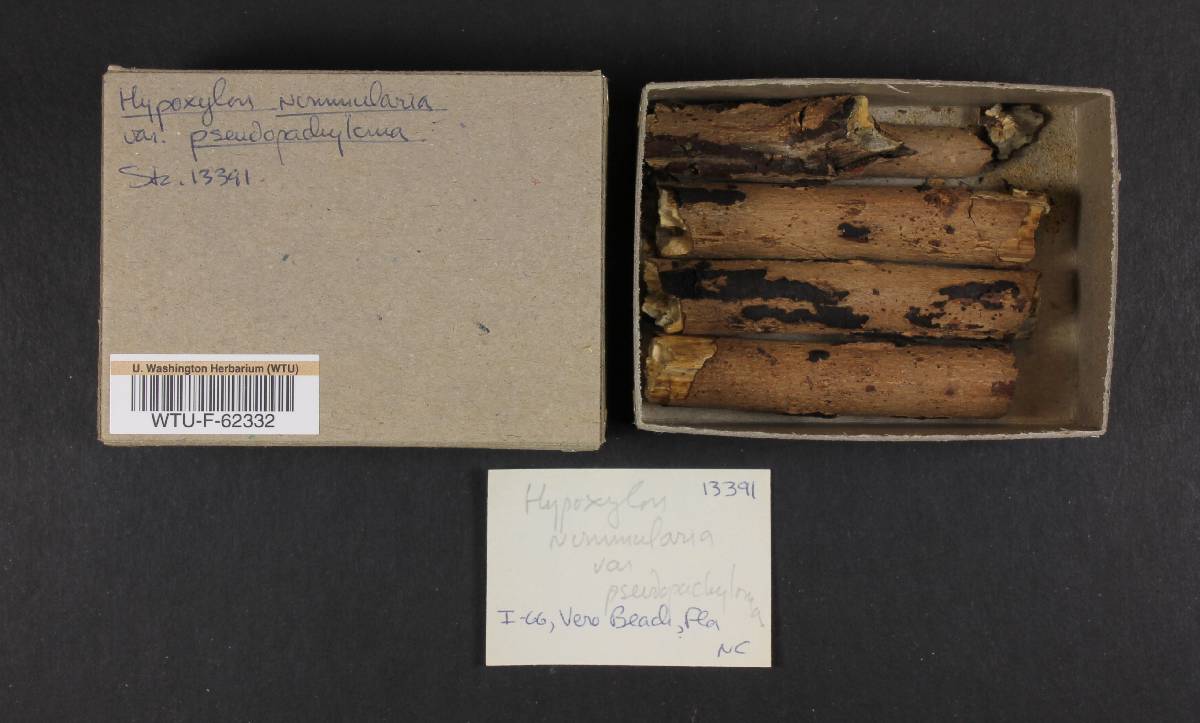 Hypoxylon nummularia
var. pseudopachyloma
Stz. 13391.
U. Washington Herbarium (WTU)
WTU-F-62332
13391
Hypoxylon
nummularia
var
pseudopachyloma
I-66, Vero Beach, Fla
NC